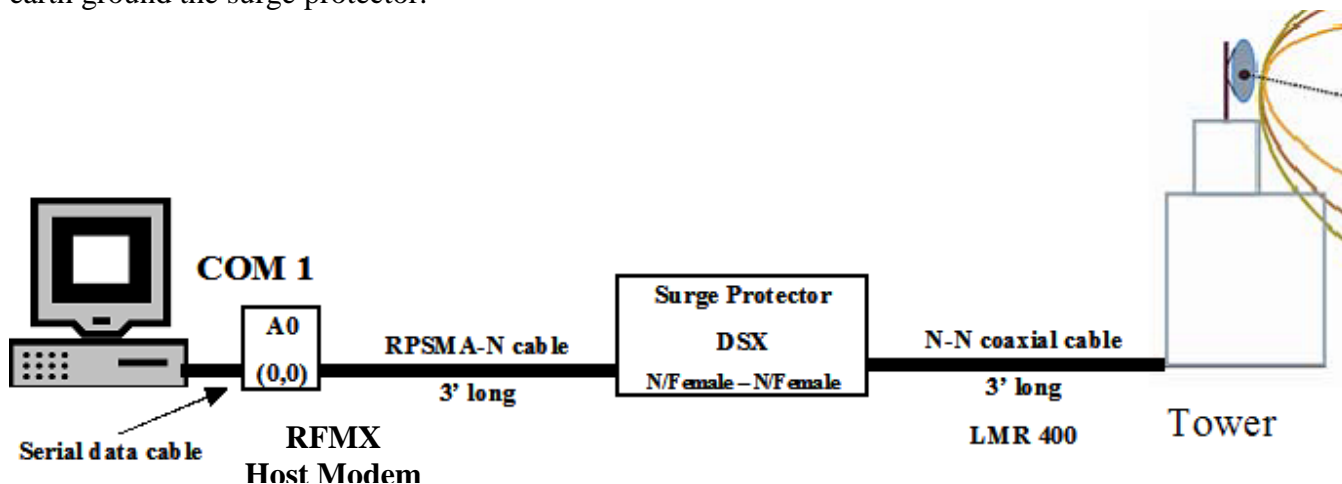 earth ground the surge protector.
COM 1
A0
(0,0)
Serial data cable
RFMX
Host Modem
RPSMA-N cable
3' long
Surge Protector
DSX
N/Female – N/Female
N-N coaxial cable
3' long
LMR 400
Tower